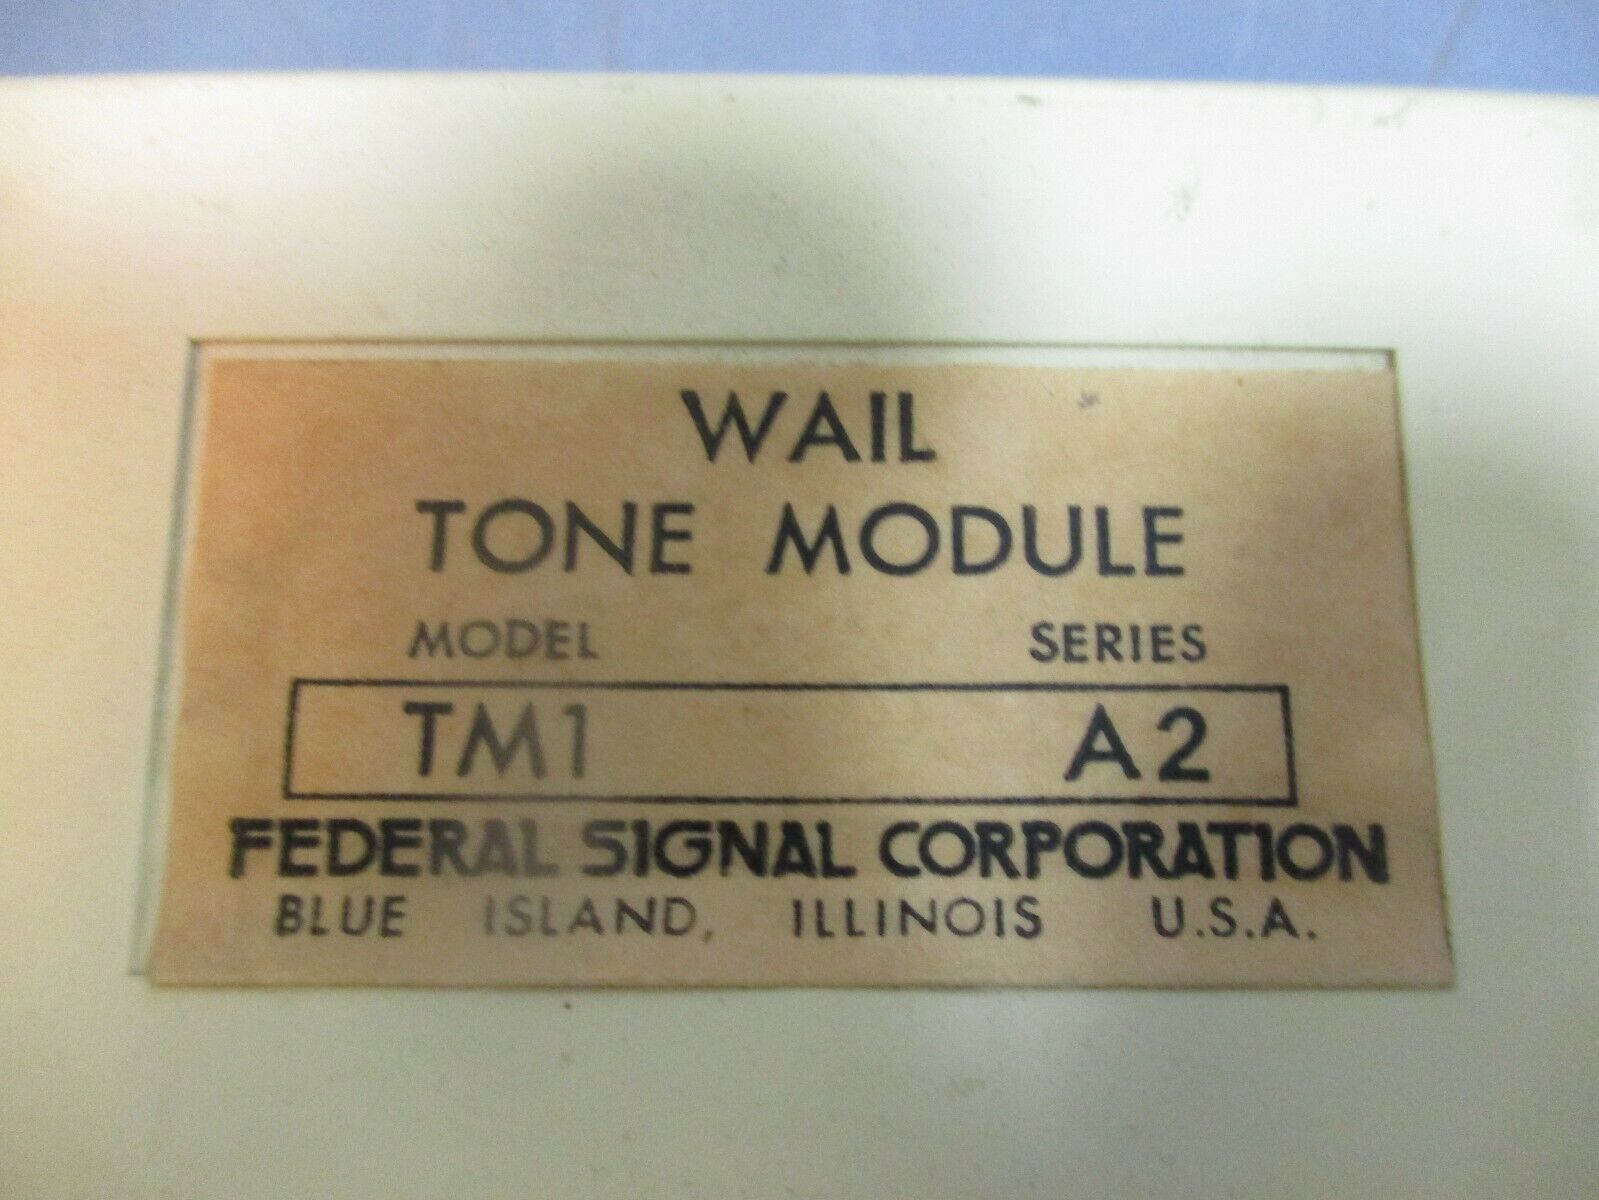 WAIL
TONE MODULE
MODEL SERIES
TM1 A2
FEDERAL SIGNAL CORPORATION
BLUE ISLAND, ILLINOIS U.S.A.